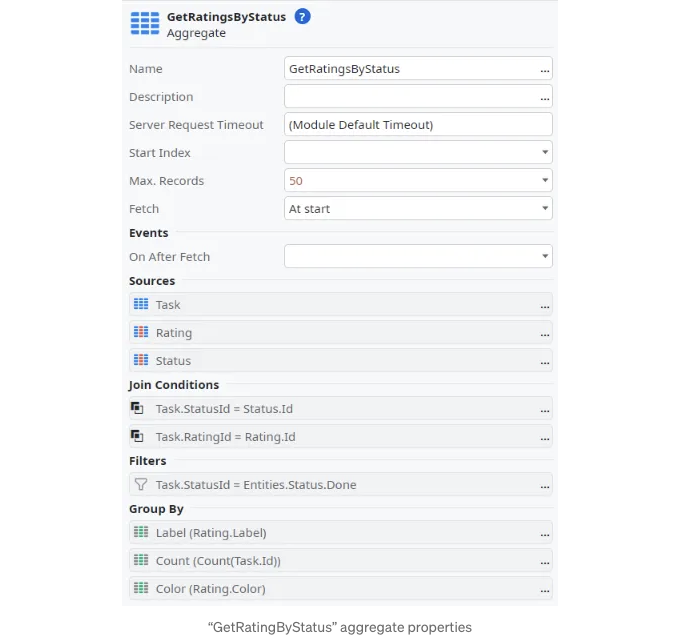 GetRatingsByStatus ?
Aggregate
Name GetRatingsByStatus ...
Description ...
Server Request Timeout (Module Default Timeout)
Start Index
Max. Records 50
Fetch At start
Events
On After Fetch
Sources
Task ...
Rating ...
Status ...
Join Conditions
Task.StatusId = Status.Id ...
Task.RatingId = Rating.Id ...
Filters
Task.StatusId = Entities.Status.Done ...
Group By
Label (Rating.Label) ...
Count (Count(Task.Id)) ...
Color (Rating.Color) ...
“GetRatingByStatus” aggregate properties